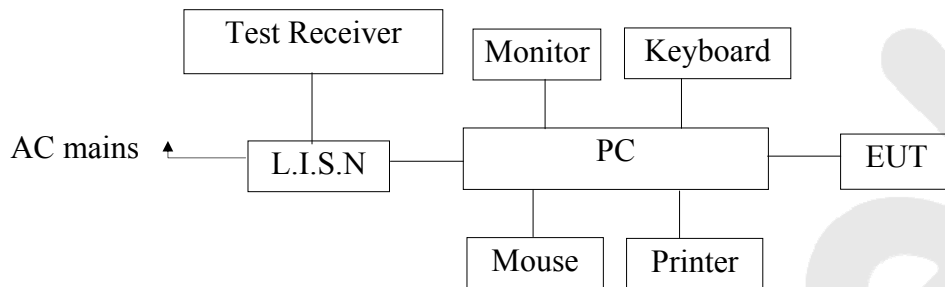 Test Receiver
Monitor
Keyboard
AC mains
L.I.S.N
PC
EUT
Mouse
Printer